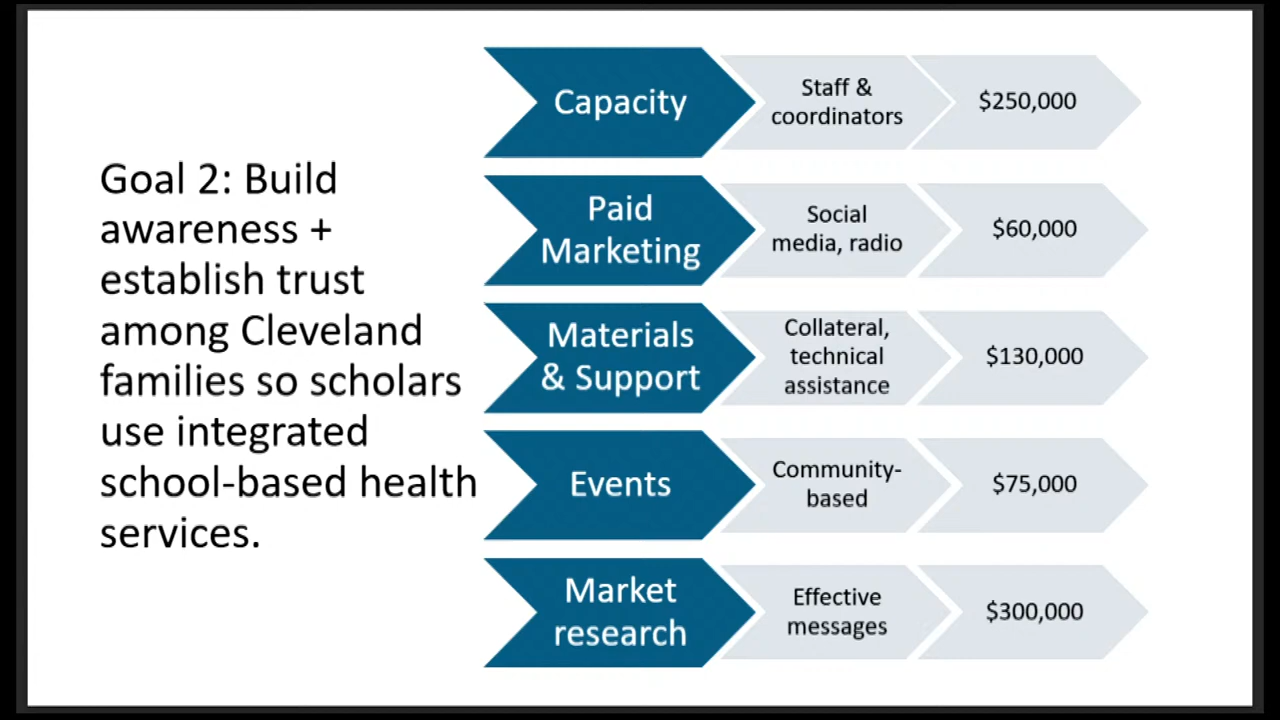 Goal 2: Build
awareness +
establish trust
among Cleveland
families so scholars
use integrated
school-based health
services.
Capacity
Staff &
coordinators
$250,000
Paid
Marketing
Social
media, radio
$60,000
Materials
& Support
Collateral,
technical
assistance
$130,000
Events
Community-
based
$75,000
Market
research
Effective
messages
$300,000